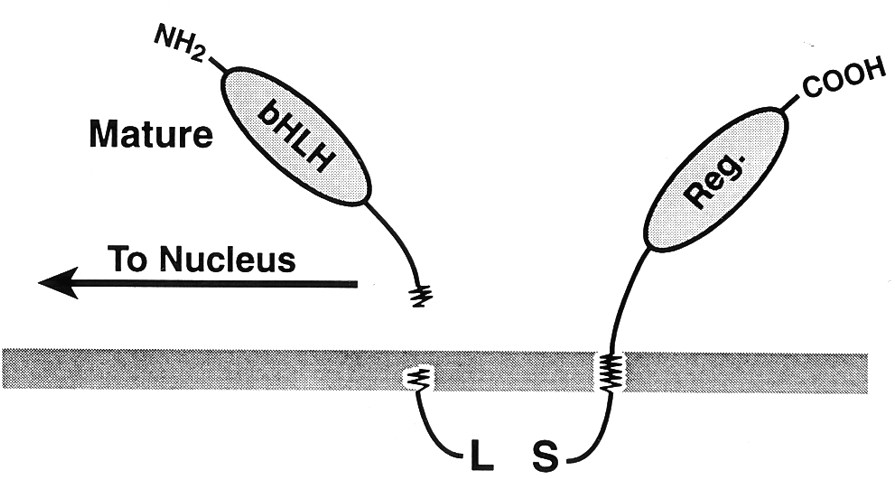 NH2
COOH
bHLH
Mature
Reg.
To Nucleus
L S